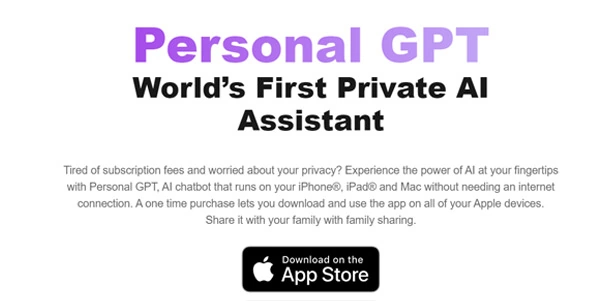 Personal GPT
World’s First Private AI
Assistant
Tired of subscription fees and worried about your privacy? Experience the power of AI at your fingertips
with Personal GPT, AI chatbot that runs on your iPhone®, iPad® and Mac without needing an internet
connection. A one time purchase lets you download and use the app on all of your Apple devices.
Share it with your family with family sharing.
Download on the
App Store